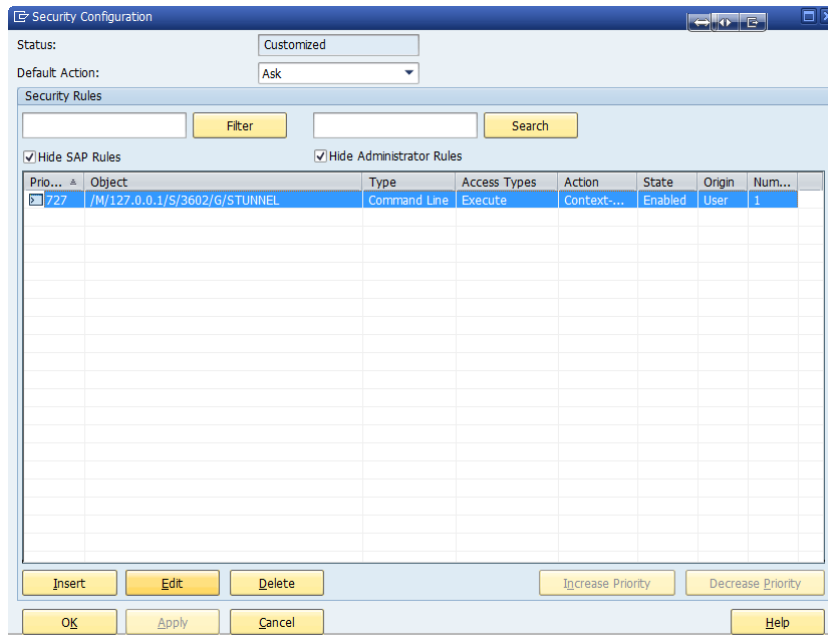 Security Configuration
Status: Customized
Default Action: Ask
Security Rules
Filter Search
Hide SAP Rules Hide Administrator Rules
Prio... Object Type Access Types Action State Origin Num...
727 /M/127.0.0.1/S/3602/G/STUNNEL Command Line Execute Context-... Enabled User 1
Insert Edit Delete Increase Priority Decrease Priority
OK Apply Cancel Help